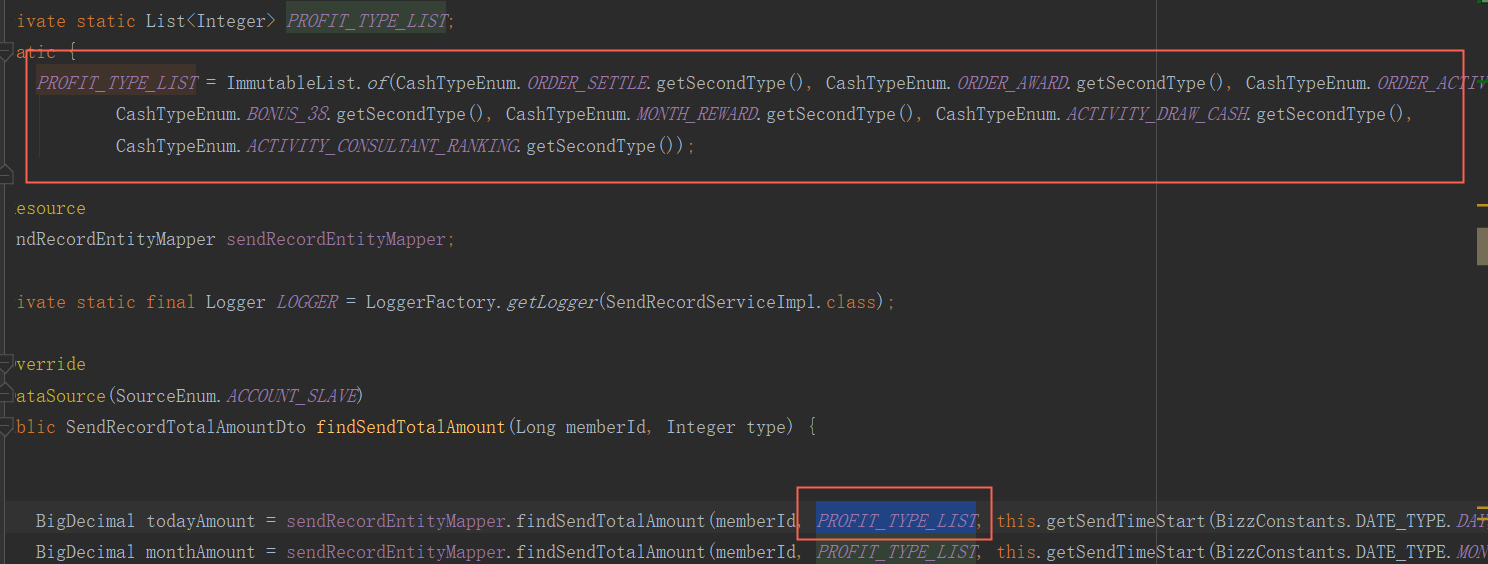 ivate static List<Integer> PROFIT_TYPE_LIST;
atic {
PROFIT_TYPE_LIST = ImmutableList.of(CashTypeEnum.ORDER_SETTLE.getSecondType(), CashTypeEnum.ORDER_AWARD.getSecondType(), CashTypeEnum.ORDER_ACTIV
CashTypeEnum.BONUS_38.getSecondType(), CashTypeEnum.MONTH_REWARD.getSecondType(), CashTypeEnum.ACTIVITY_DRAW_CASH.getSecondType(),
CashTypeEnum.ACTIVITY_CONSULTANT_RANKING.getSecondType());
esource
ndRecordEntityMapper sendRecordEntityMapper;
ivate static final Logger LOGGER = LoggerFactory.getLogger(SendRecordServiceImpl.class);
verride
ataSource(SourceEnum.ACCOUNT_SLAVE)
blic SendRecordTotalAmountDto findSendTotalAmount(Long memberId, Integer type) {
BigDecimal todayAmount = sendRecordEntityMapper.findSendTotalAmount(memberId, PROFIT_TYPE_LIST, this.getSendTimeStart(BizzConstants.DATE_TYPE.DAY
BigDecimal monthAmount = sendRecordEntityMapper.findSendTotalAmount(memberId, PROFIT_TYPE_LIST, this.getSendTimeStart(BizzConstants.DATE_TYPE.MON